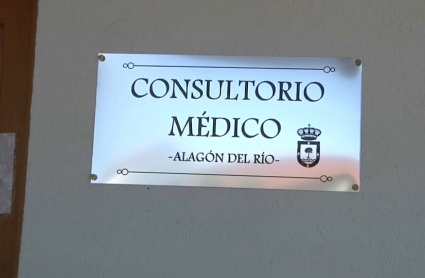 CONSULTORIO
MÉDICO
-ALAGÓN DEL RÍO-